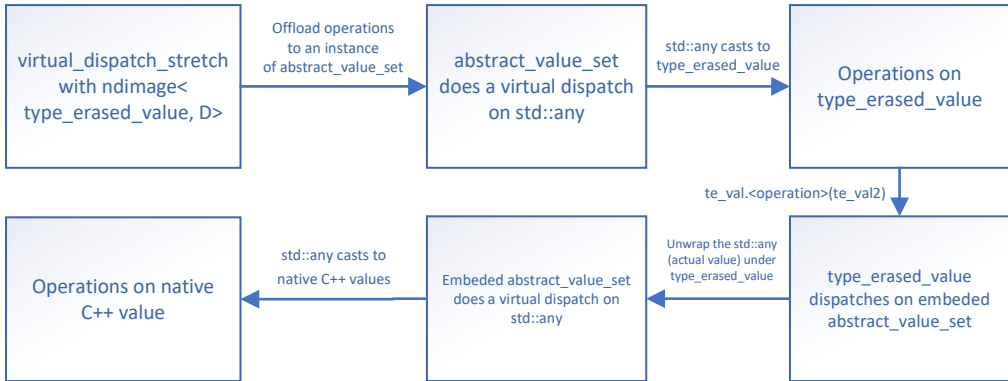 virtual_dispatch_stretch
with ndimage<
type_erased_value, D>
Offload operations
to an instance
of abstract_value_set
abstract_value_set
does a virtual dispatch
on std::any
std::any casts to
type_erased_value
Operations on
type_erased_value
te_val.<operation>(te_val2)
type_erased_value
dispatches on embeded
abstract_value_set
Unwrap the std::any
(actual value) under
type_erased_value
Embeded abstract_value_set
does a virtual dispatch on
std::any
std::any casts to
native C++ values
Operations on native
C++ value